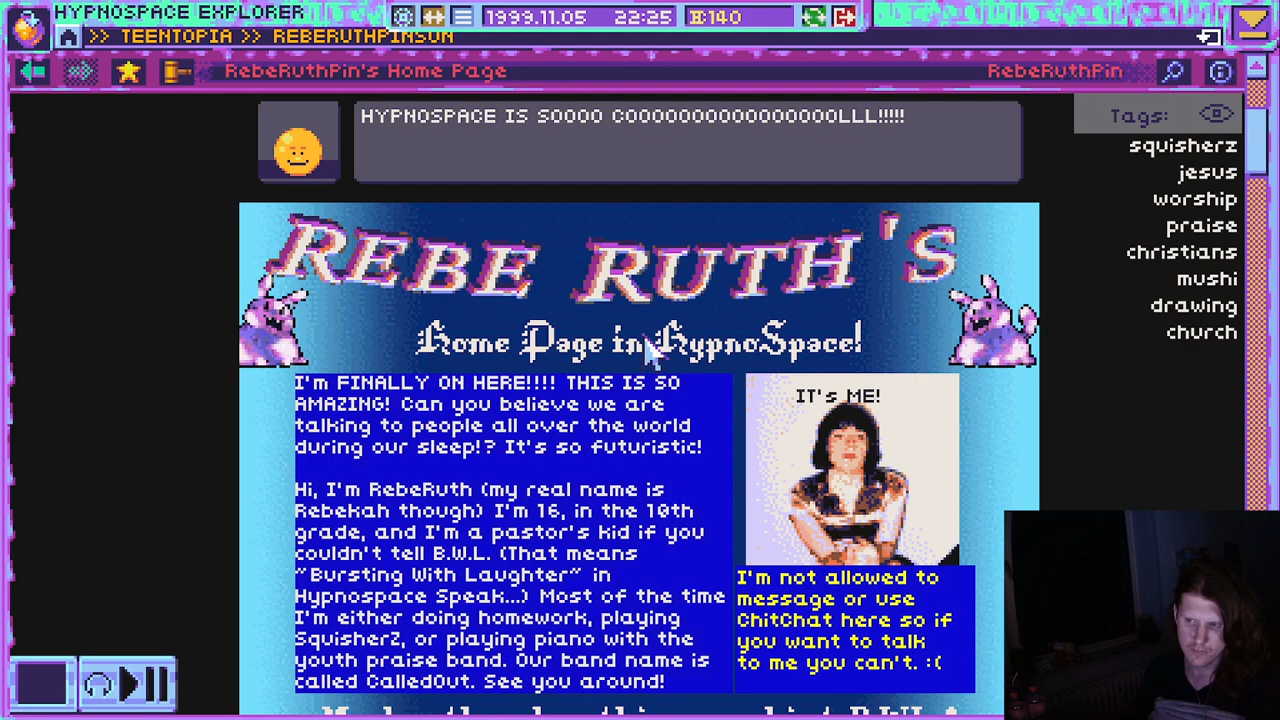 HYPNOSPACE EXPLORER
1999.11.05 22:25 140
>> TEENTOPIA >> REBERUTHPINSUM
RebeRuthPin's Home Page RebeRuthPin
HYPNOSPACE IS SOOOO COOOOOOOOOOOOOOOOLLL!!!!!
Tags:
squisherz
jesus
worship
praise
christians
mushi
drawing
church
REBE RUTH'S
Home Page in HypnoSpace!
I'm FINALLY ON HERE!!!! THIS IS SO
AMAZING! Can you believe we are
talking to people all over the world
during our sleep!? It's so futuristic!
Hi, I'm RebeRuth (my real name is
Rebekah though) I'm 16, in the 10th
grade, and I'm a pastor's kid if you
couldn't tell B.W.L. (That means
"Bursting With Laughter" in
Hypnospace Speak...) Most of the time
I'm either doing homework, playing
SquisherZ, or playing piano with the
youth praise band. Our band name is
called CalledOut. See you around!
IT's ME!
I'm not allowed to
message or use
ChitChat here so if
you want to talk
to me you can't. :(